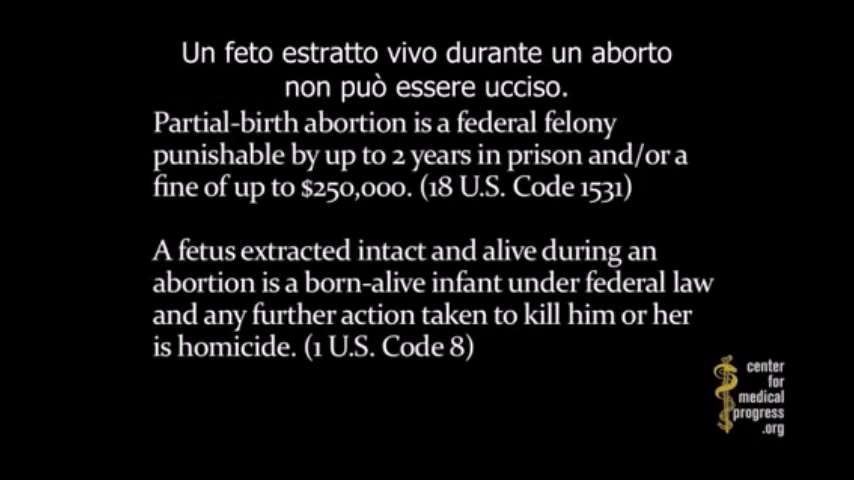 Un feto estratto vivo durante un aborto
non può essere ucciso.
Partial-birth abortion is a federal felony
punishable by up to 2 years in prison and/or a
fine of up to $250,000. (18 U.S. Code 1531)
A fetus extracted intact and alive during an
abortion is a born-alive infant under federal law
and any further action taken to kill him or her
is homicide. (1 U.S. Code 8)
center
for
medical
progress
.org